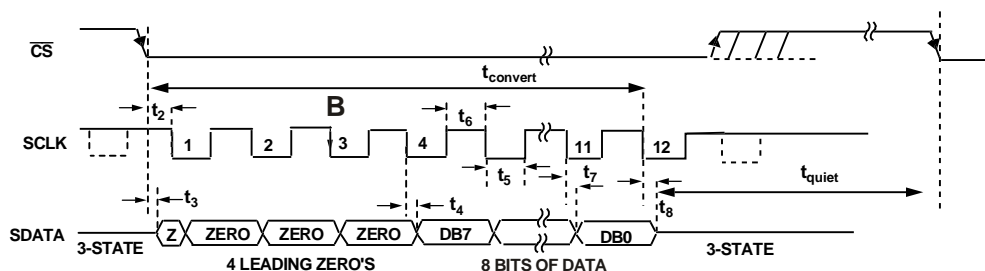 CS
tconvert
B
t2
t6
SCLK
1
2
3
4
11
12
t5
t7
tquiet
t3
t4
t8
SDATA
Z
ZERO
ZERO
ZERO
DB7
DB0
3-STATE
3-STATE
4 LEADING ZERO'S
8 BITS OF DATA